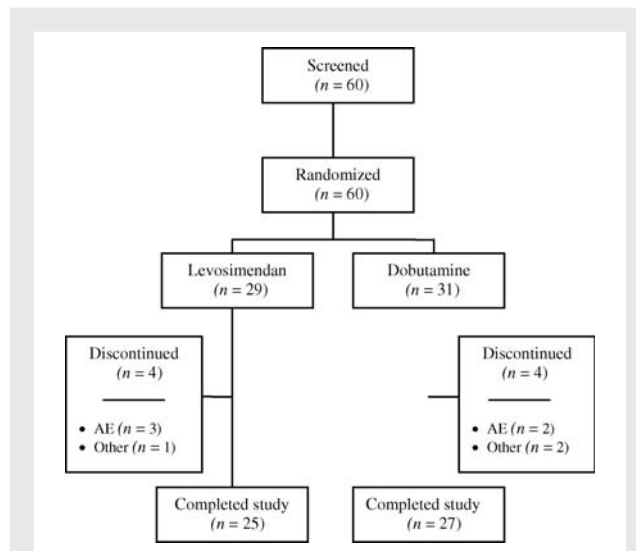 Screened
(n = 60)
Randomized
(n = 60)
Levosimendan
(n = 29)
Dobutamine
(n = 31)
Discontinued
(n = 4)
• AE (n = 3)
• Other (n = 1)
Discontinued
(n = 4)
• AE (n = 2)
• Other (n = 2)
Completed study
(n = 25)
Completed study
(n = 27)